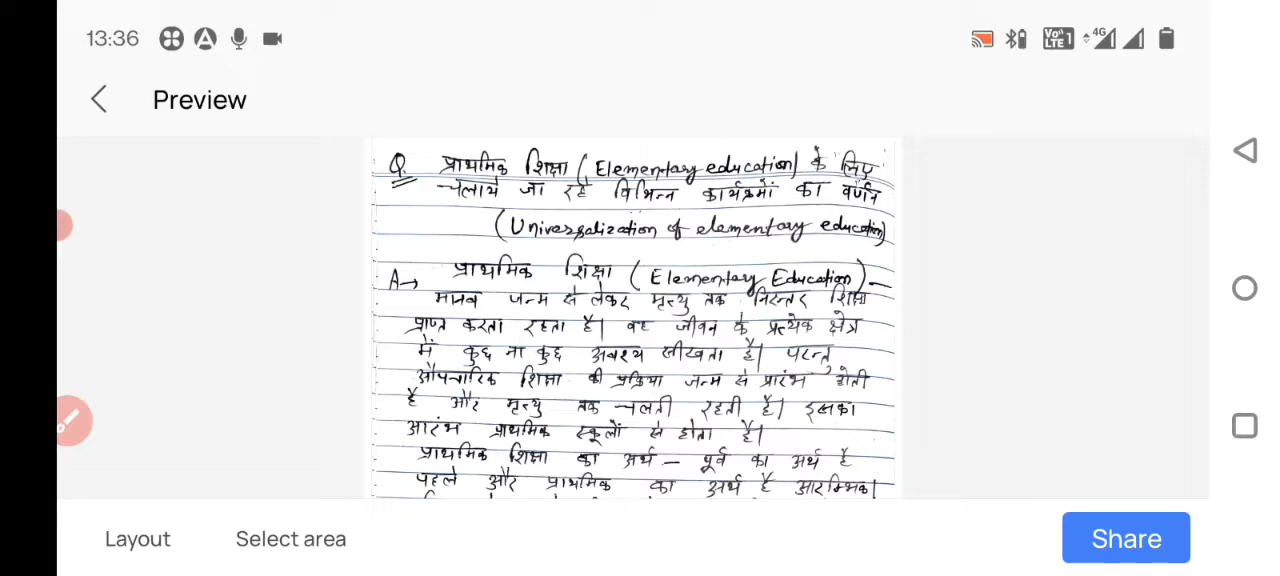 13:36
Preview
Q. प्राथमिक शिक्षा (Elementary education) के लिए
चलाये जा रहे विभिन्न कार्यक्रमों का वर्णन
(Universalization of elementary education)
A→ प्राथमिक शिक्षा (Elementary Education) –
मानव जन्म से लेकर मृत्यु तक निरन्तर शिक्षा
प्राप्त करता रहता है। वह जीवन के प्रत्येक क्षेत्र
में कुछ ना कुछ अवश्य सीखता है। परन्तु
औपचारिक शिक्षा की प्रक्रिया जन्म से प्रारंभ होती
है और मृत्यु तक चलती रहती है। इसका
आरंभ प्राथमिक स्कूलों से होता है।
प्राथमिक शिक्षा का अर्थ – पूर्व का अर्थ है
पहले और प्राथमिक का अर्थ है आरम्भिक।
Layout
Select area
Share